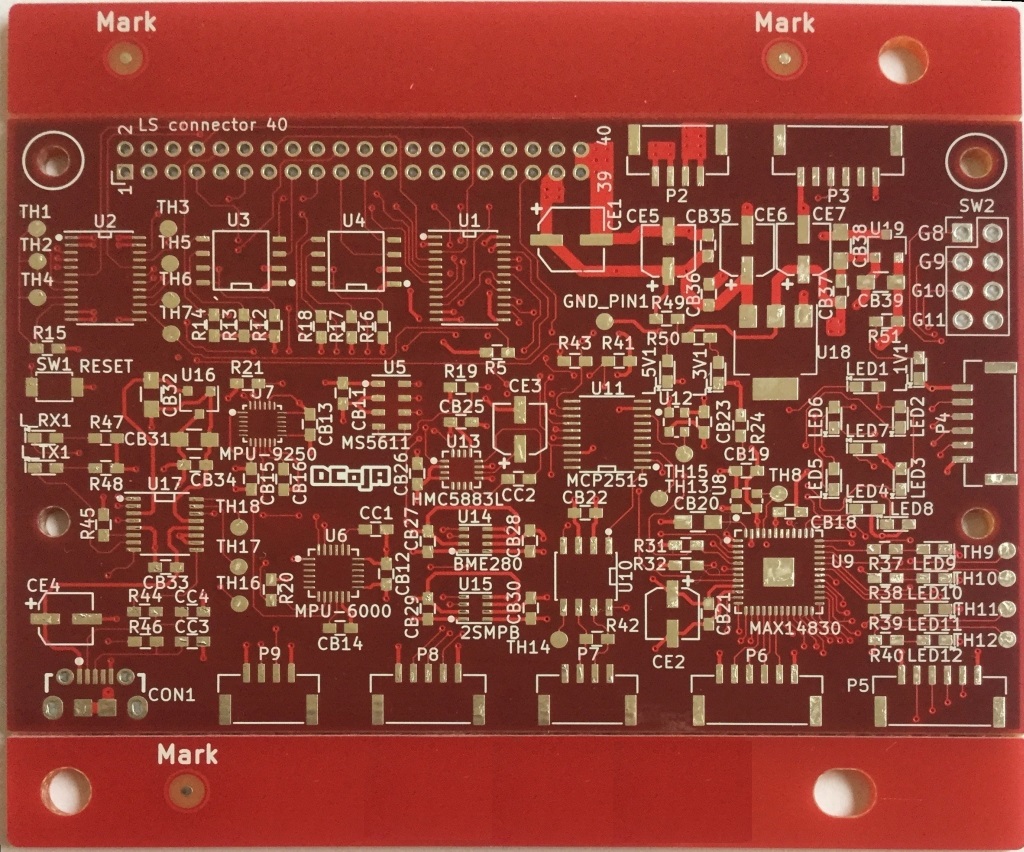 Mark
Mark
LS connector 40
2
1
40
39
P2
P3
SW2
TH1
TH2
TH4
U2
TH3
TH5
TH6
TH7
U3
U4
U1
CE1
CE5
CB35
CE6
CE7
CB38
U19
G8
G9
G10
G11
CB36
CB37
CB39
GND_PIN1
R49
R50
R51
R15
R14
R13
R12
R18
R17
R16
R5
R43
R41
5V1
3V1
U18
LED1
1V1
SW1
RESET
CB32
U16
R21
U7
CB13
CB11
U5
MS5611
R19
CB25
CE3
U11
U12
CB23
R24
LED6
LED2
P4
L_RX1
L_TX1
R47
R48
CB31
CB34
MPU-9250
CB15
CB16
DCoJA
CB26
U13
HMC5883L
CC2
MCP2515
TH15
TH13
U8
CB19
TH8
LED7
LED5
LED3
LED4
LED8
U17
R45
TH18
TH17
TH16
U6
CC1
CB12
CB27
U14
CB28
BME280
CB22
CB20
CB18
R31
R32
U9
R37
LED9
TH9
CB33
R20
MPU-6000
CB14
CB29
U15
CB30
2SMPB
U10
R42
TH14
CE2
CB21
MAX14830
R38
LED10
TH10
R39
LED11
TH11
R40
LED12
TH12
CE4
R44
CC4
R46
CC3
CON1
P9
P8
P7
P6
P5
Mark